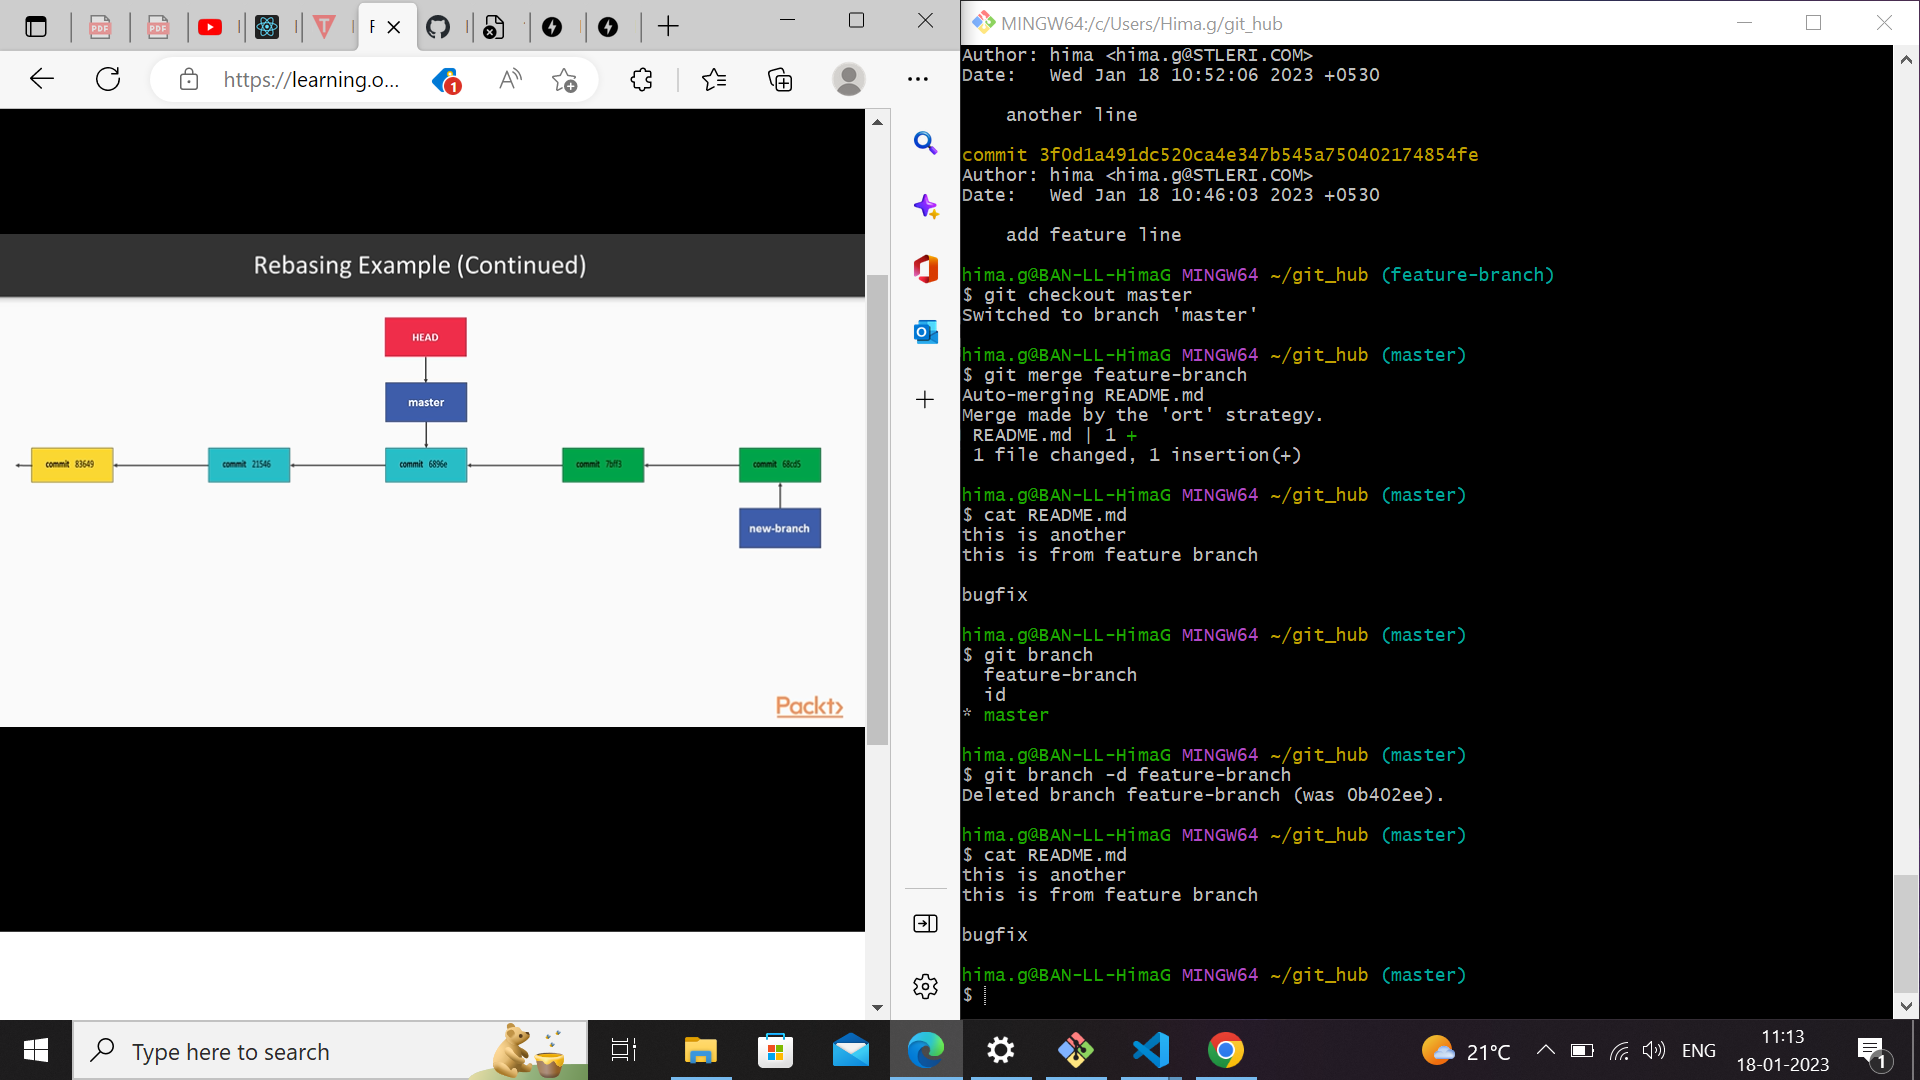 PDF
PDF
F
https://learning.o...
1
Rebasing Example (Continued)
HEAD
master
commit 83649
commit 21546
commit 6896e
commit 7bff3
commit 68cd5
new-branch
Packt>
MINGW64:/c/Users/Hima.g/git_hub
Author: hima <hima.g@STLERI.COM>
Date:   Wed Jan 18 10:52:06 2023 +0530
another line
commit 3f0d1a491dc520ca4e347b545a750402174854fe
Author: hima <hima.g@STLERI.COM>
Date:   Wed Jan 18 10:46:03 2023 +0530
add feature line
hima.g@BAN-LL-HimaG MINGW64 ~/git_hub (feature-branch)
$ git checkout master
Switched to branch 'master'
hima.g@BAN-LL-HimaG MINGW64 ~/git_hub (master)
$ git merge feature-branch
Auto-merging README.md
Merge made by the 'ort' strategy.
README.md | 1 +
1 file changed, 1 insertion(+)
hima.g@BAN-LL-HimaG MINGW64 ~/git_hub (master)
$ cat README.md
this is another
this is from feature branch
bugfix
hima.g@BAN-LL-HimaG MINGW64 ~/git_hub (master)
$ git branch
feature-branch
id
* master
hima.g@BAN-LL-HimaG MINGW64 ~/git_hub (master)
$ git branch -d feature-branch
Deleted branch feature-branch (was 0b402ee).
hima.g@BAN-LL-HimaG MINGW64 ~/git_hub (master)
$ cat README.md
this is another
this is from feature branch
bugfix
hima.g@BAN-LL-HimaG MINGW64 ~/git_hub (master)
$
Type here to search
21°C
ENG
11:13
18-01-2023
1